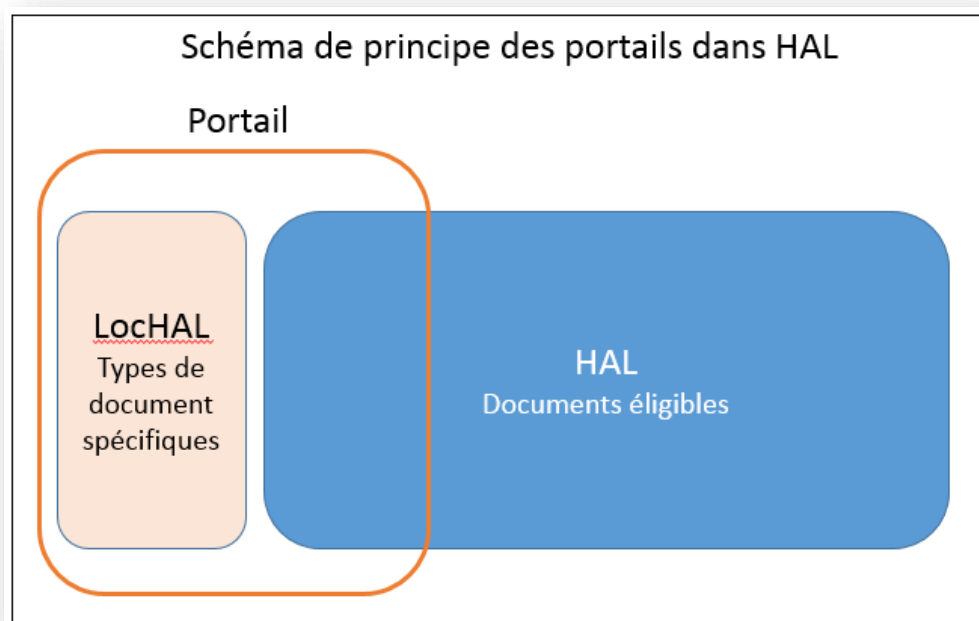 Schéma de principe des portails dans HAL
Portail
LocHAL
Types de
document
spécifiques
HAL
Documents éligibles